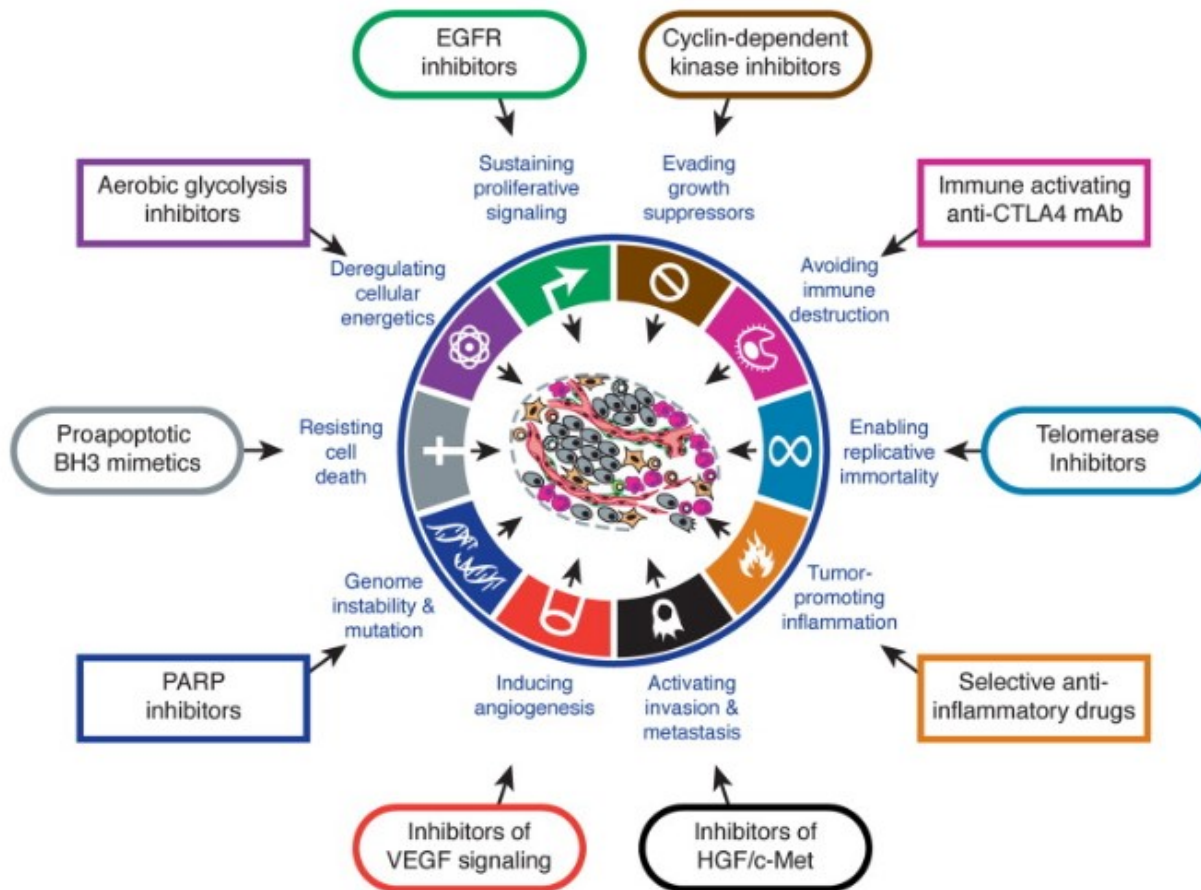 EGFR
inhibitors
Cyclin-dependent
kinase inhibitors
Aerobic glycolysis
inhibitors
Sustaining
proliferative
signaling
Evading
growth
suppressors
Immune activating
anti-CTLA4 mAb
Deregulating
cellular
energetics
Avoiding
immune
destruction
Proapoptotic
BH3 mimetics
Resisting
cell
death
Enabling
replicative
immortality
Telomerase
Inhibitors
Genome
instability &
mutation
Tumor-
promoting
inflammation
PARP
inhibitors
Inducing
angiogenesis
Activating
invasion &
metastasis
Selective anti-
inflammatory drugs
Inhibitors of
VEGF signaling
Inhibitors of
HGF/c-Met